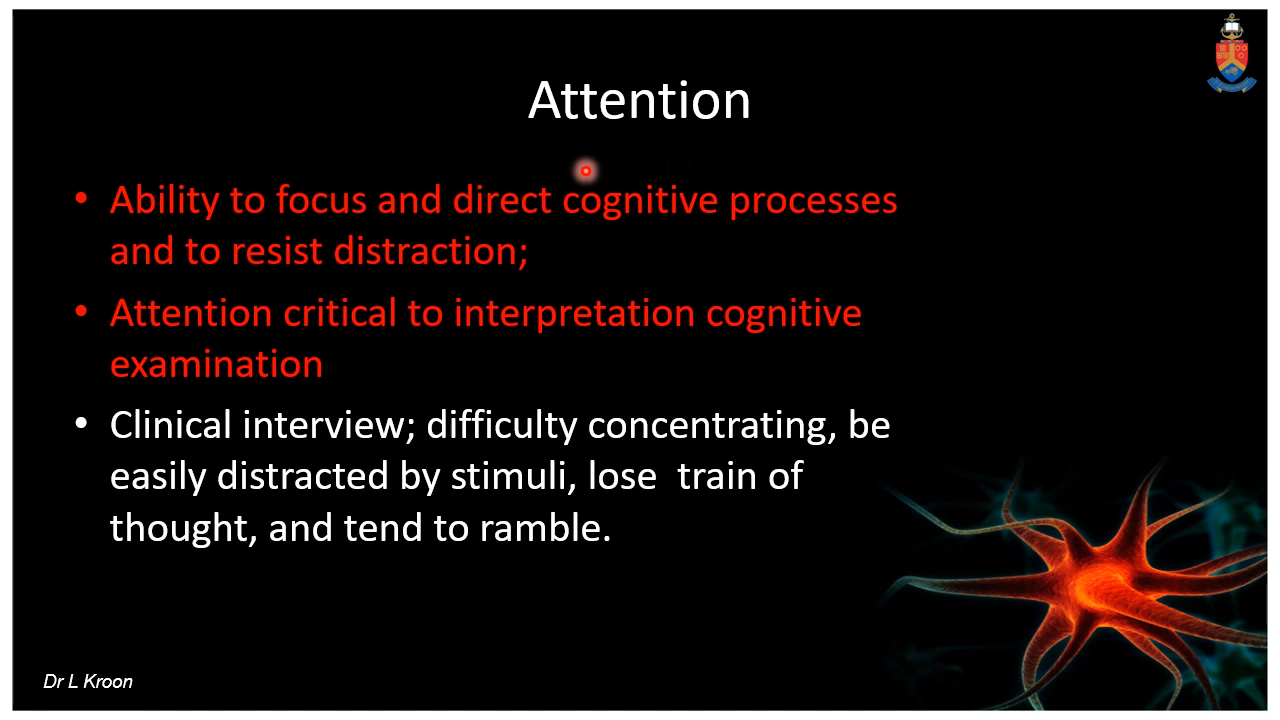 Attention
• Ability to focus and direct cognitive processes
and to resist distraction;
• Attention critical to interpretation cognitive
examination
• Clinical interview; difficulty concentrating, be
easily distracted by stimuli, lose  train of
thought, and tend to ramble.
Dr L Kroon